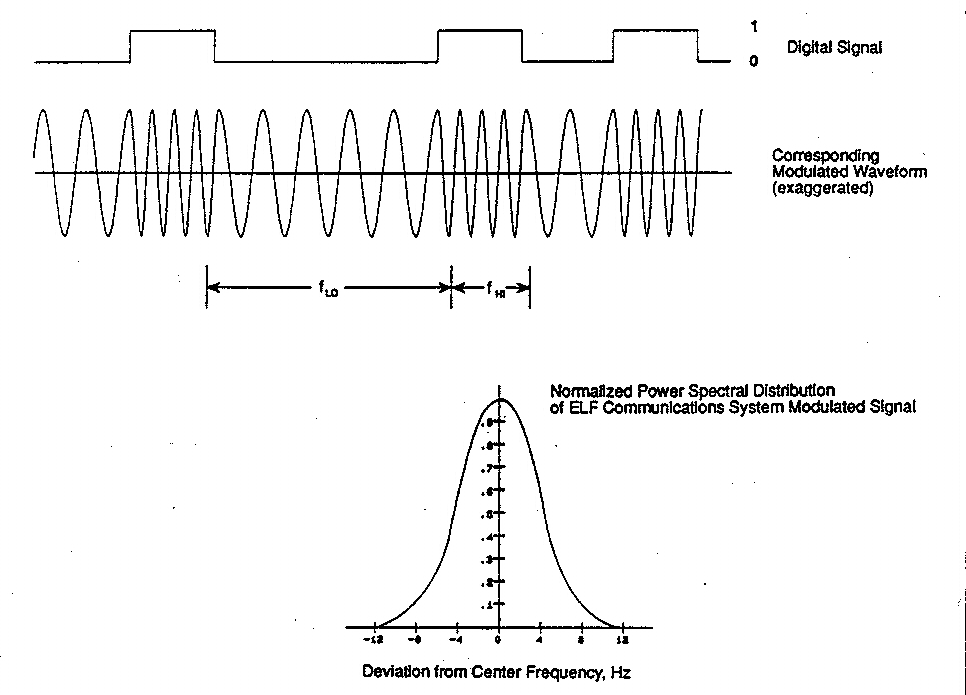 1
Digital Signal
0
Corresponding
Modulated Waveform
(exaggerated)
f LO
f HI
Normalized Power Spectral Distribution
of ELF Communications System Modulated Signal
.9
.8
.7
.6
.5
.4
.3
.2
.1
-12 -8 -4 0 4 8 12
Deviation from Center Frequency, Hz